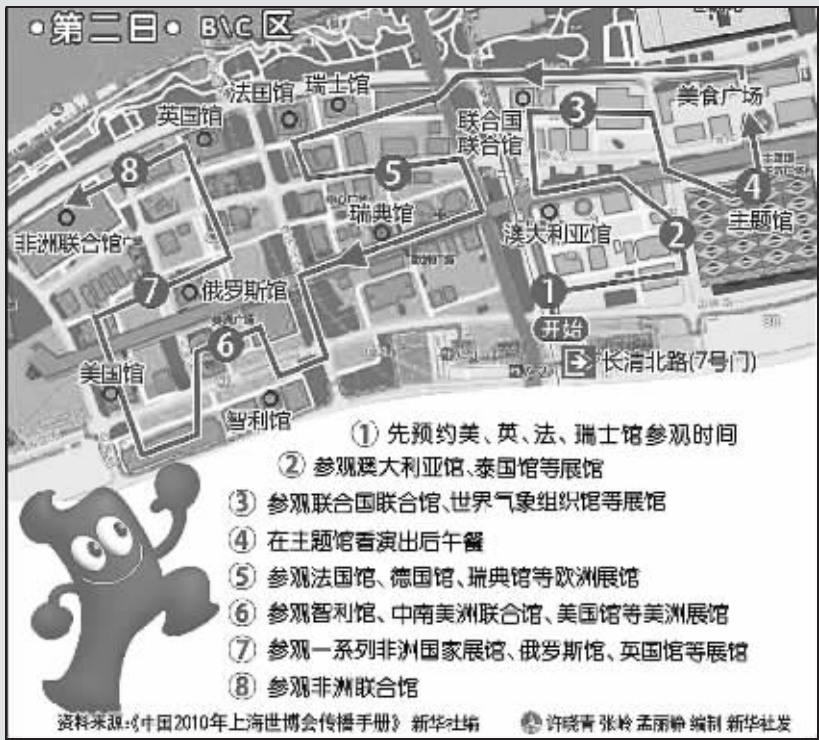 •第二日• B\C 区
瑞士馆
法国馆
英国馆
美食广场
联合国
联合馆
③
⑧
⑤
④
主题馆
瑞典馆
非洲联合馆
澳大利亚馆
②
⑦
俄罗斯馆
①
开始
⑥
美国馆
长清北路(7号门)
智利馆
① 先预约美、英、法、瑞士馆参观时间
② 参观澳大利亚馆、泰国馆等展馆
③ 参观联合国联合馆、世界气象组织馆等展馆
④ 在主题馆看演出后午餐
⑤ 参观法国馆、德国馆、瑞典馆等欧洲展馆
⑥ 参观智利馆、中南美洲联合馆、美国馆等美洲展馆
⑦ 参观一系列非洲国家展馆、俄罗斯馆、英国馆等展馆
⑧ 参观非洲联合馆
资料来源:《中国2010年上海世博会传播手册》 新华社编 许晓青 张岭 孟丽静 编制 新华社发